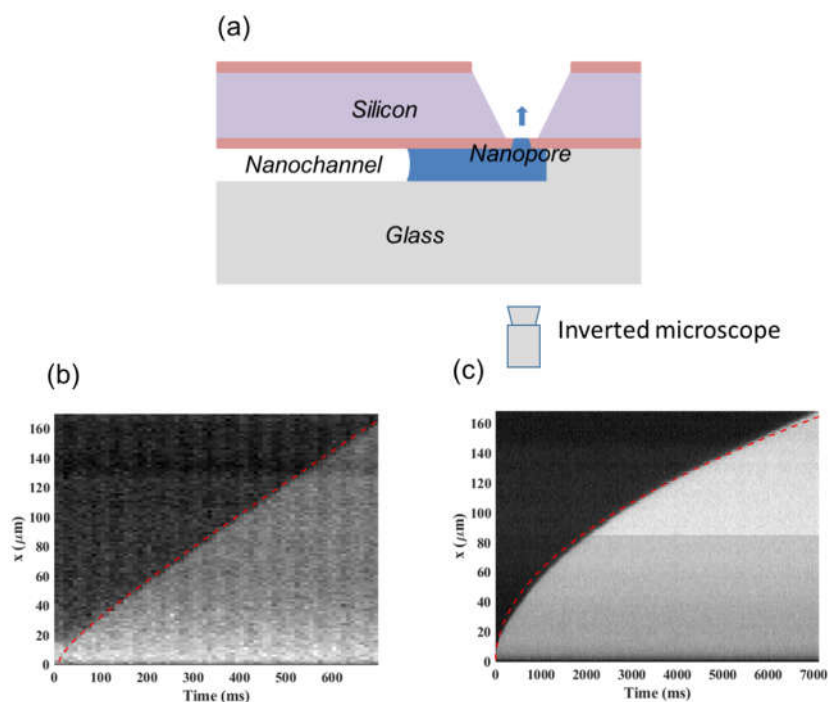 (a)
Silicon
Nanopore
Nanochannel
Glass
Inverted microscope
(b)
160
140
120
100
80
60
40
20
0
x (μm)
0 100 200 300 400 500 600
Time (ms)
(c)
160
140
120
100
80
60
40
20
0
x (μm)
0 1000 2000 3000 4000 5000 6000 7000
Time (ms)